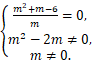 { (m²+m−6)/m = 0,
m² − 2m ≠ 0,
m ≠ 0.